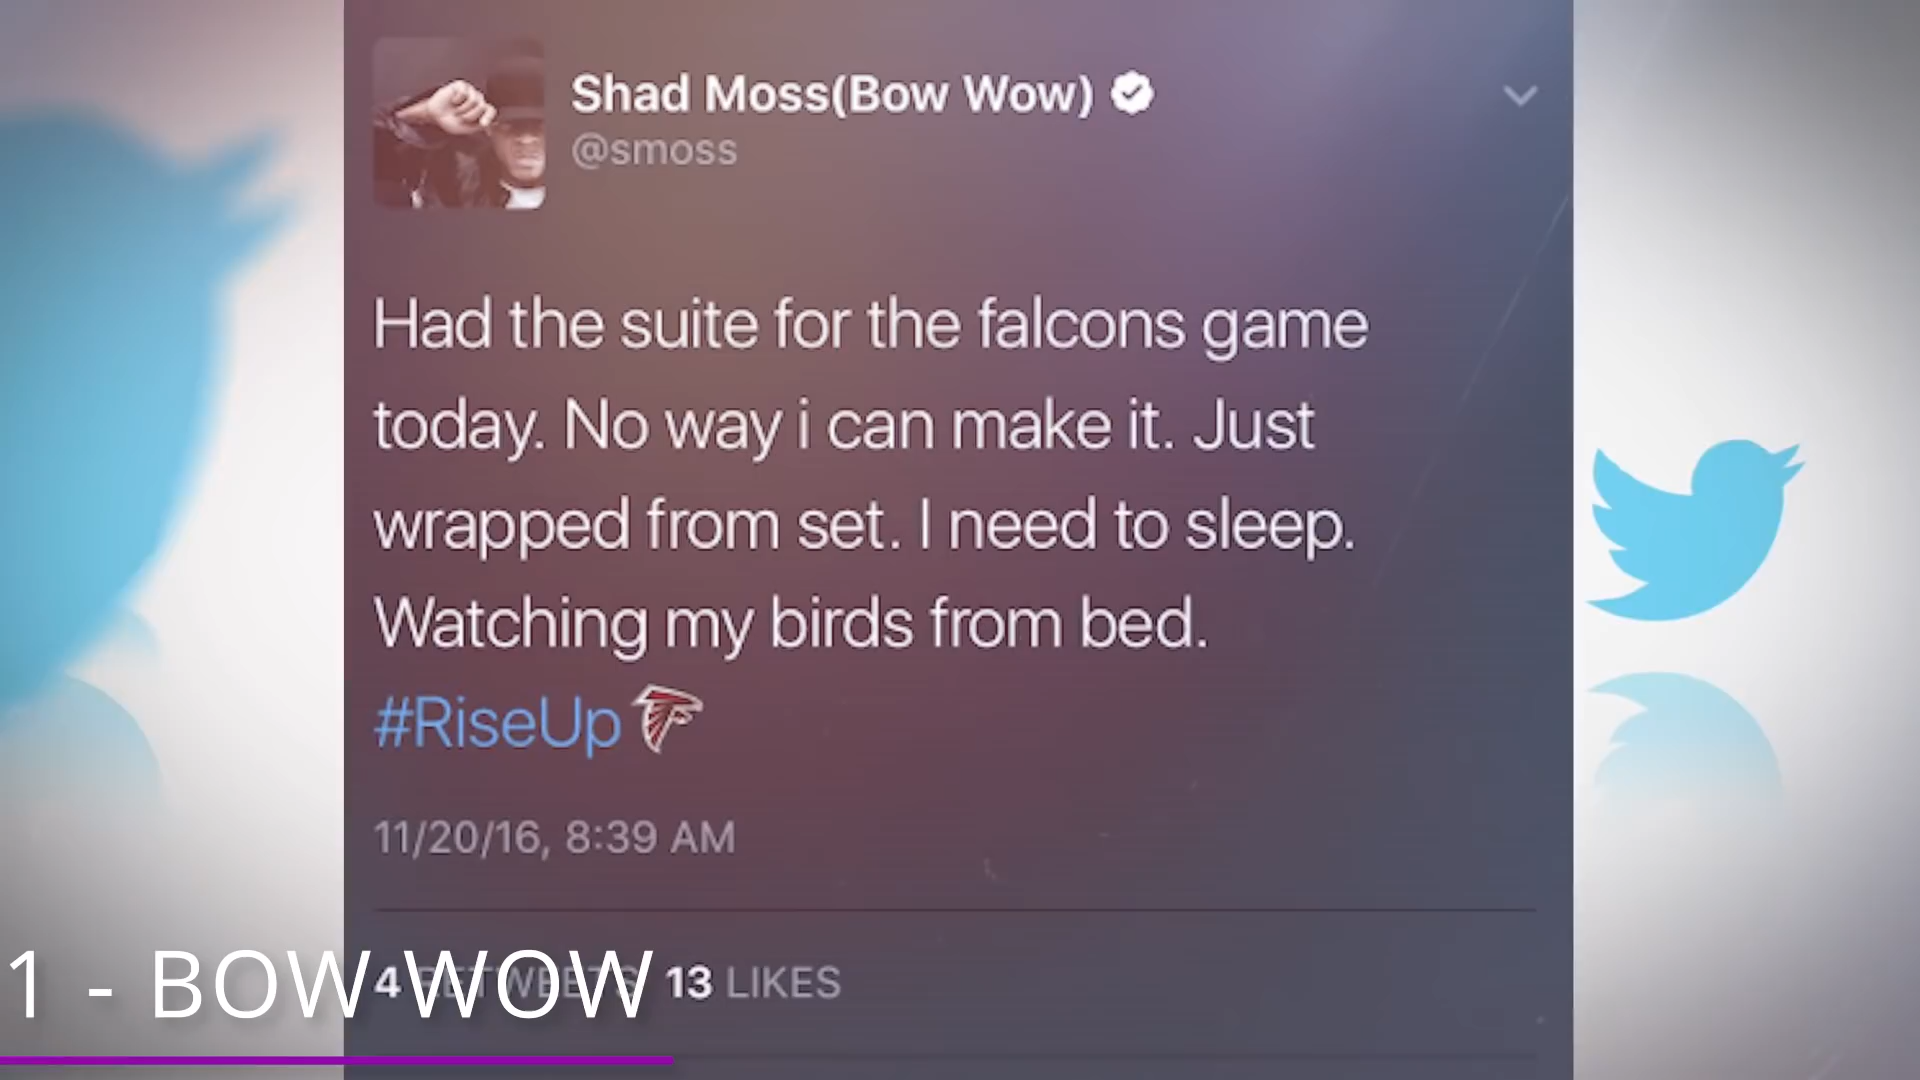 Shad Moss(Bow Wow)
@smoss
Had the suite for the falcons game
today. No way i can make it. Just
wrapped from set. I need to sleep.
Watching my birds from bed.
#RiseUp
11/20/16, 8:39 AM
4 RETWEETS 13 LIKES
1 - BOW WOW